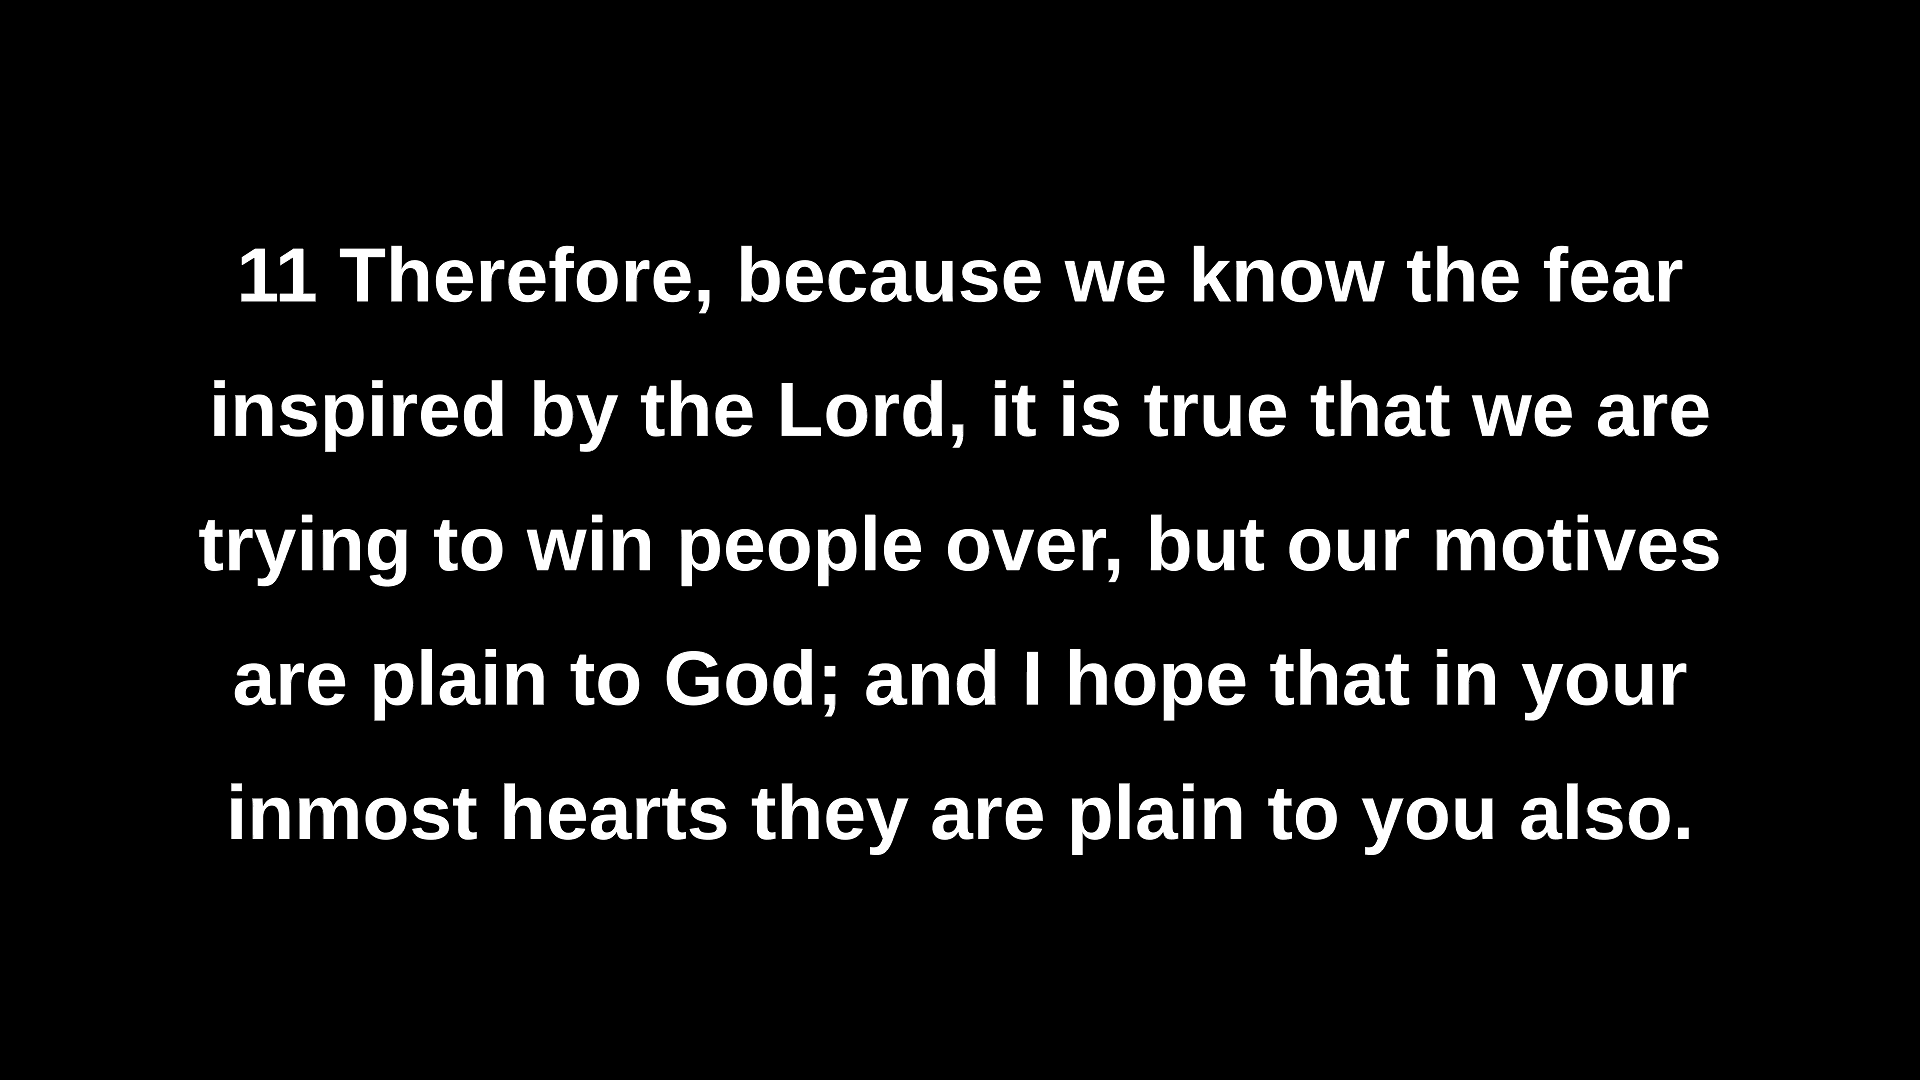 11 Therefore, because we know the fear
inspired by the Lord, it is true that we are
trying to win people over, but our motives
are plain to God; and I hope that in your
inmost hearts they are plain to you also.